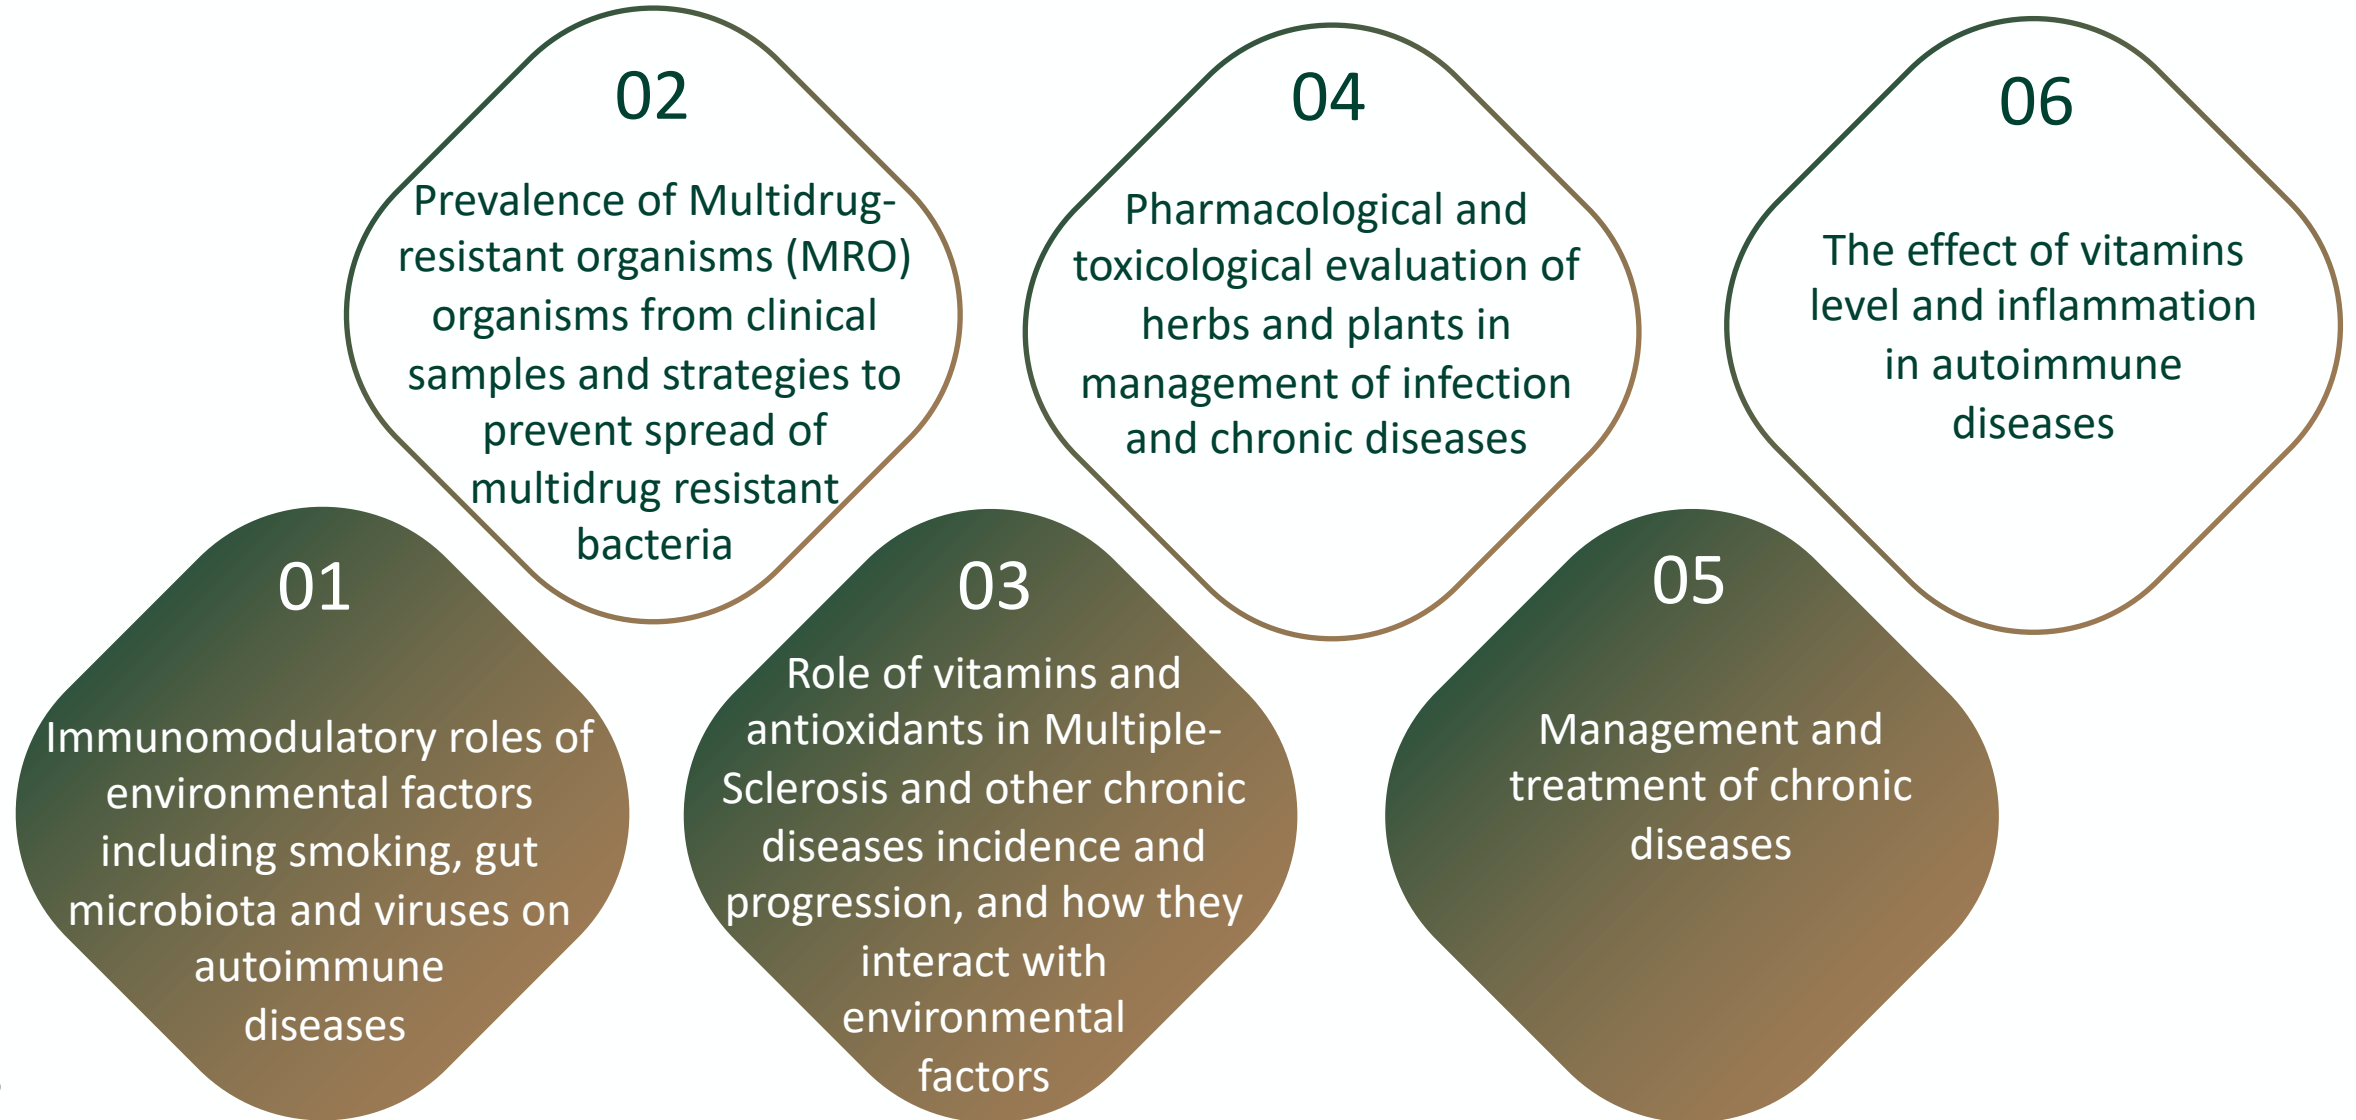 01
Immunomodulatory roles of
environmental factors
including smoking, gut
microbiota and viruses on
autoimmune
diseases
02
Prevalence of Multidrug-
resistant organisms (MRO)
organisms from clinical
samples and strategies to
prevent spread of
multidrug resistant
bacteria
03
Role of vitamins and
antioxidants in Multiple-
Sclerosis and other chronic
diseases incidence and
progression, and how they
interact with
environmental
factors
04
Pharmacological and
toxicological evaluation of
herbs and plants in
management of infection
and chronic diseases
05
Management and
treatment of chronic
diseases
06
The effect of vitamins
level and inflammation
in autoimmune
diseases